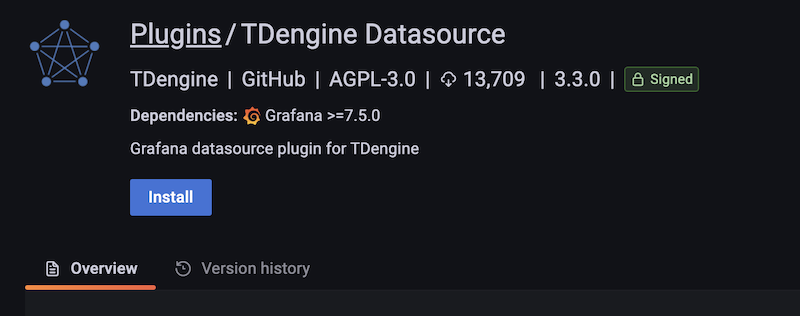 Plugins / TDengine Datasource
TDengine | GitHub | AGPL-3.0 | 13,709 | 3.3.0 | Signed
Dependencies: Grafana >=7.5.0
Grafana datasource plugin for TDengine
Install
Overview Version history